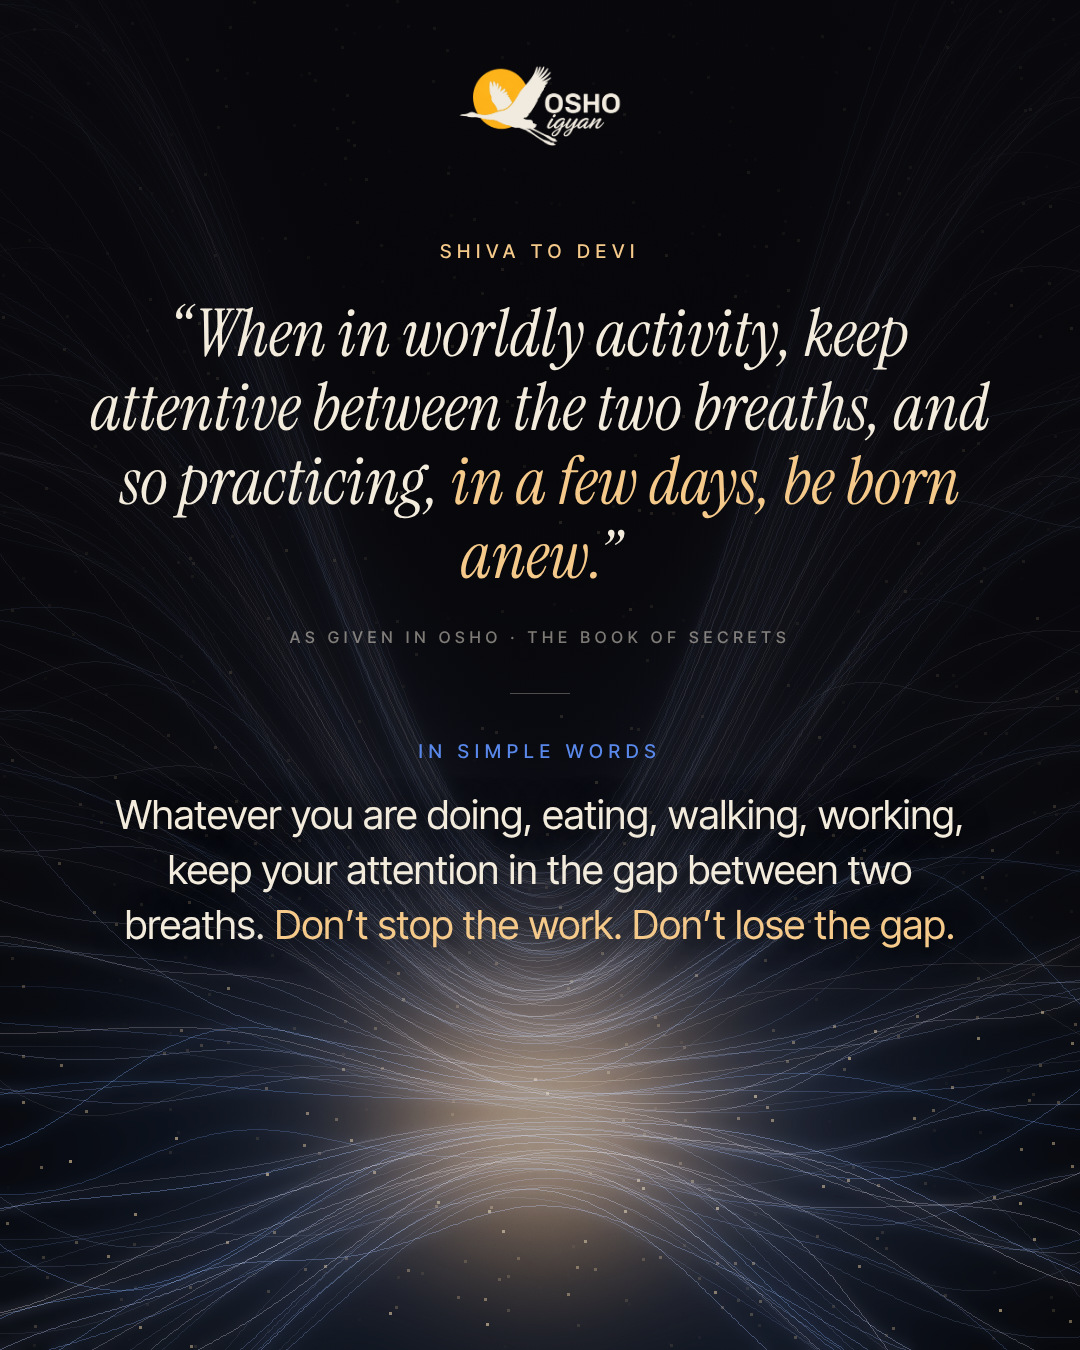 OSHO
igyan
SHIVA TO DEVI
“When in worldly activity, keep
attentive between the two breaths, and
so practicing, in a few days, be born
anew.”
AS GIVEN IN OSHO · THE BOOK OF SECRETS
IN SIMPLE WORDS
Whatever you are doing, eating, walking, working,
keep your attention in the gap between two
breaths. Don’t stop the work. Don’t lose the gap.